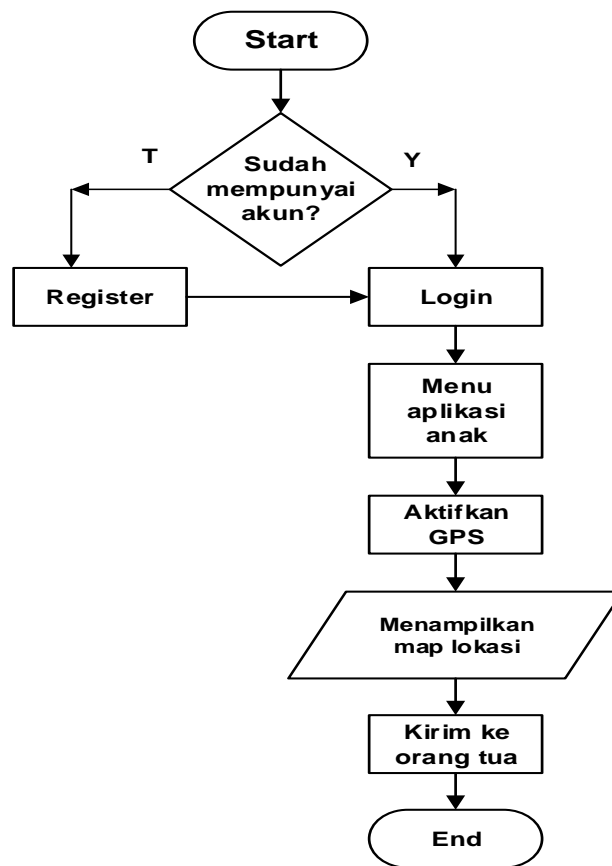 Start
T
Sudah
mempunyai
akun?
Y
Register
Login
Menu
aplikasi
anak
Aktifkan
GPS
Menampilkan
map lokasi
Kirim ke
orang tua
End